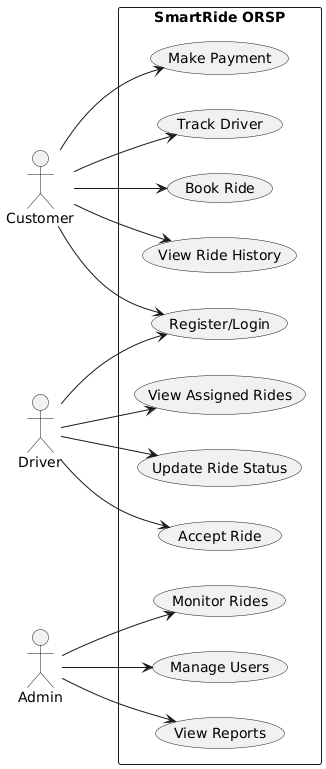 SmartRide ORSP
Make Payment
Track Driver
Book Ride
Customer
View Ride History
Register/Login
View Assigned Rides
Driver
Update Ride Status
Accept Ride
Monitor Rides
Manage Users
Admin
View Reports